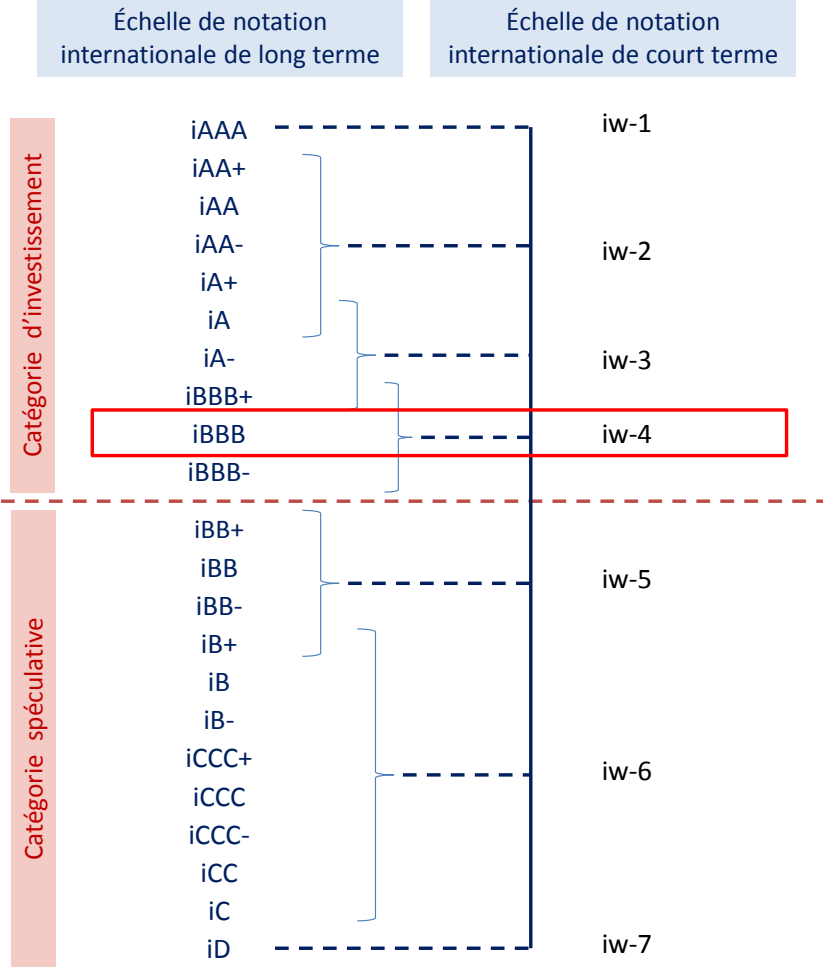 Échelle de notation
internationale de long terme
Échelle de notation
internationale de court terme
Catégorie d’investissement
iAAA
iw-1
iAA+
iAA
iAA-
iw-2
iA+
iA
iA-
iw-3
iBBB+
iBBB
iw-4
iBBB-
Catégorie spéculative
iBB+
iBB
iw-5
iBB-
iB+
iB
iB-
iCCC+
iw-6
iCCC
iCCC-
iCC
iC
iD
iw-7